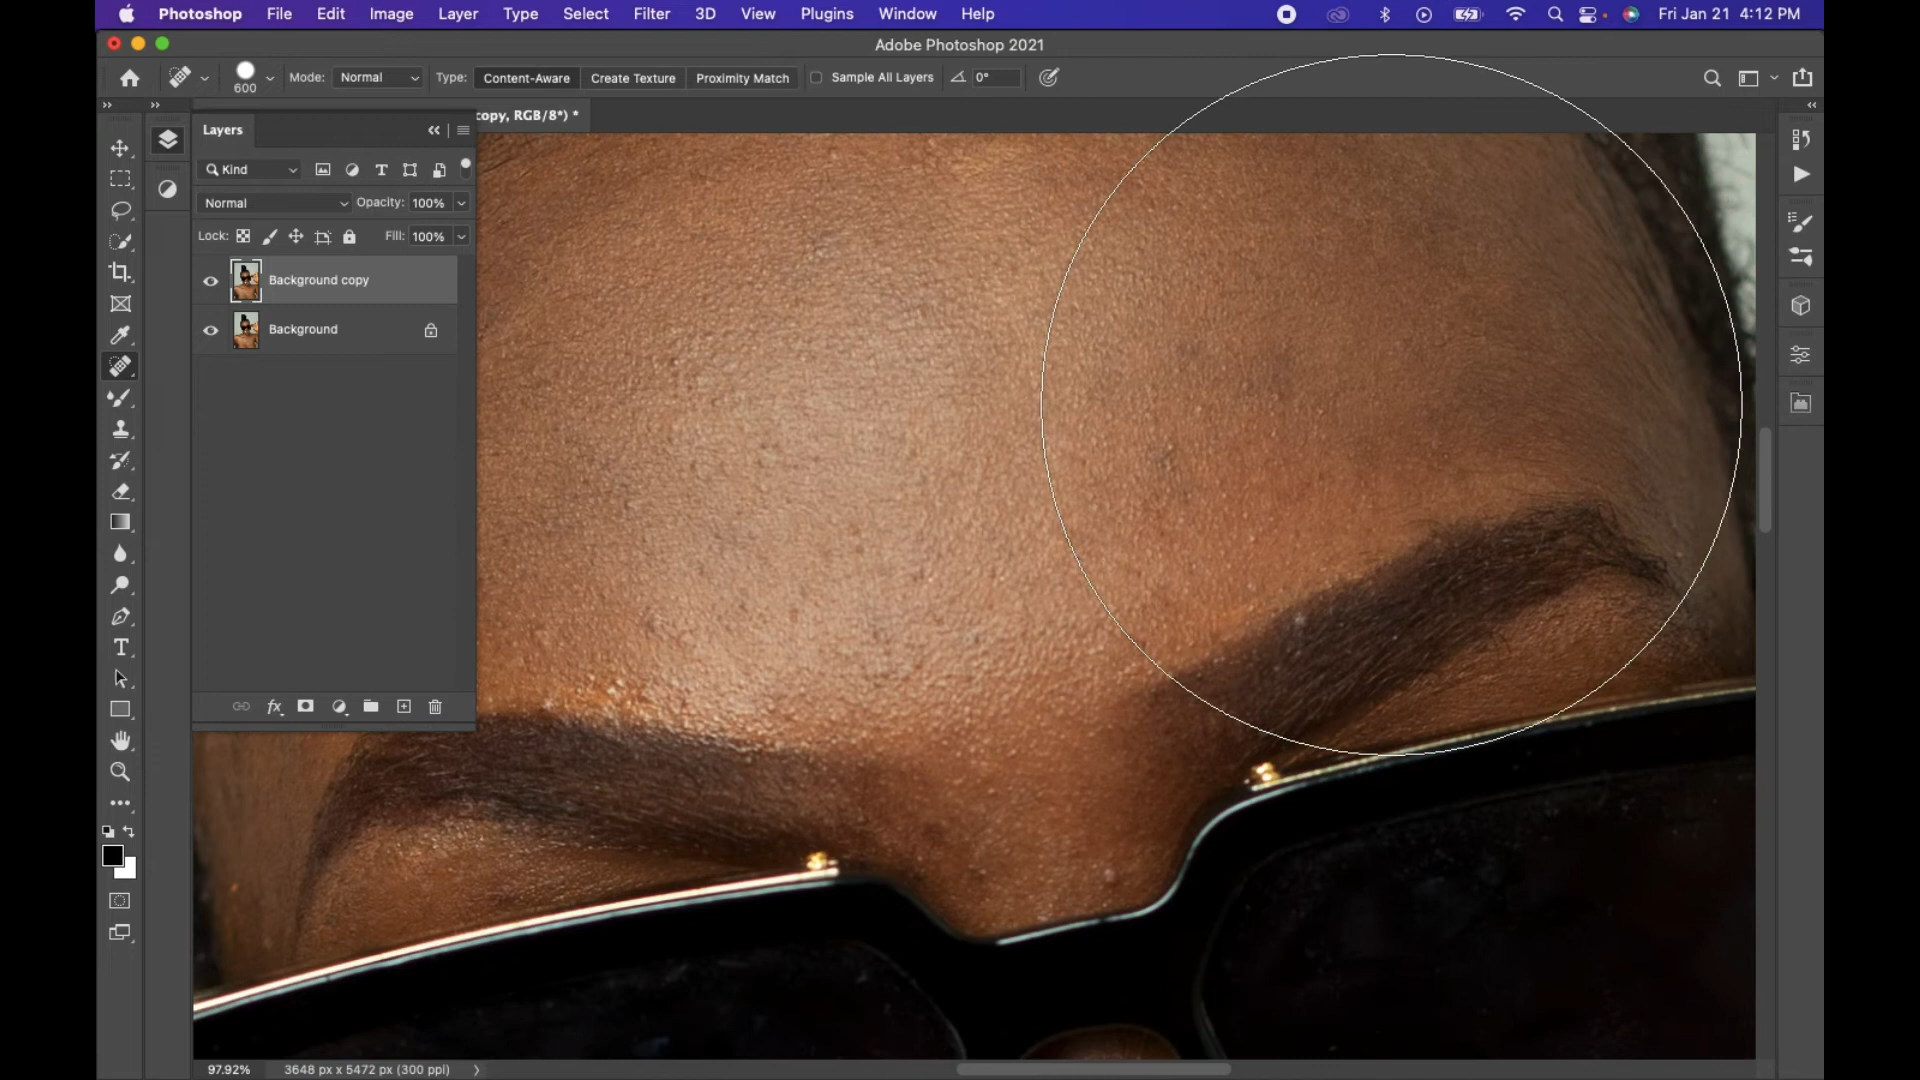 Photoshop File Edit Image Layer Type Select Filter 3D View Plugins Window Help Fri Jan 21 4:12 PM
Adobe Photoshop 2021
600 Mode: Normal Type: Content-Aware Create Texture Proximity Match Sample All Layers 0°
copy, RGB/8*) *
Layers
Kind
Normal Opacity: 100%
Lock: Fill: 100%
Background copy
Background
fx
97.92% 3648 px x 5472 px (300 ppi)